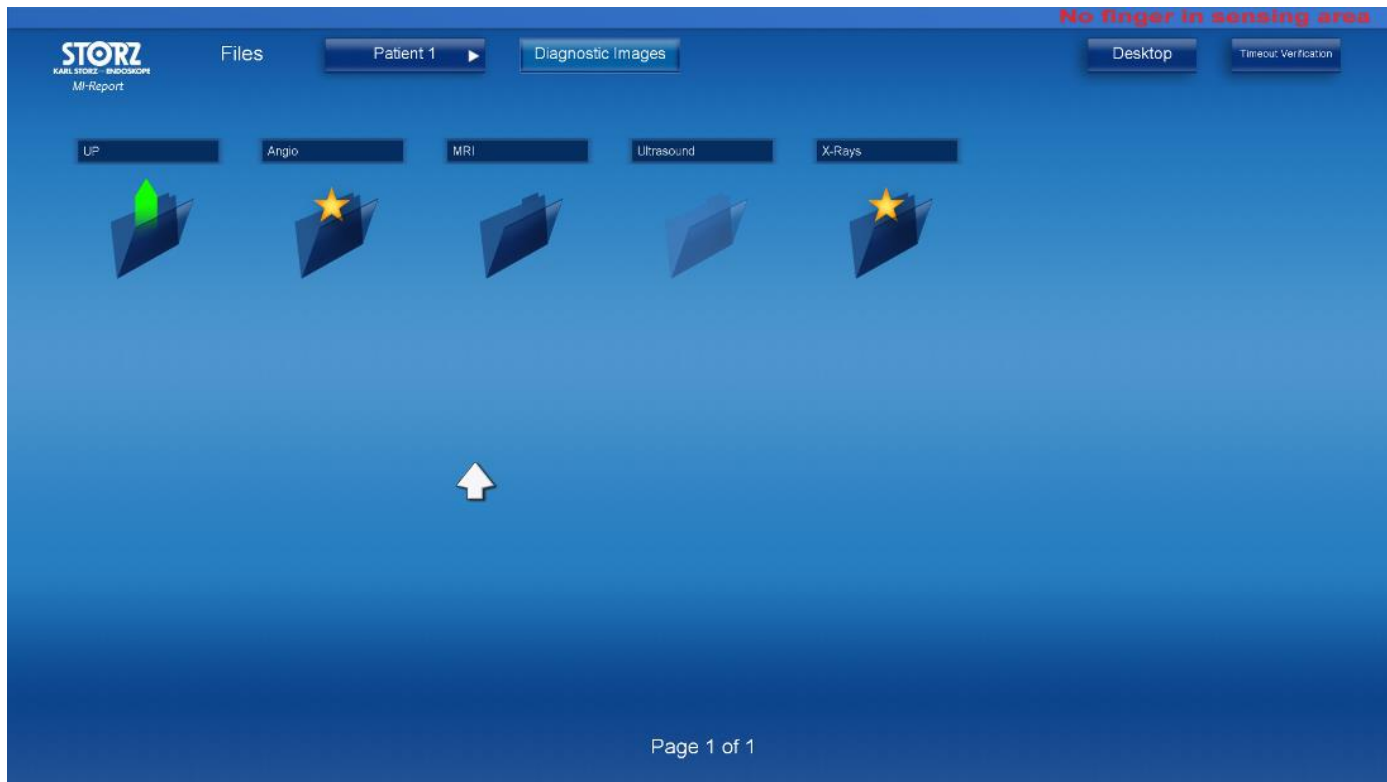 No finger in sensing area
STORZ
KARL STORZ – ENDOSKOPE
MI-Report
Files
Patient 1
Diagnostic Images
Desktop
Timeout Verification
UP
Angio
MRI
Ultrasound
X-Rays
Page 1 of 1